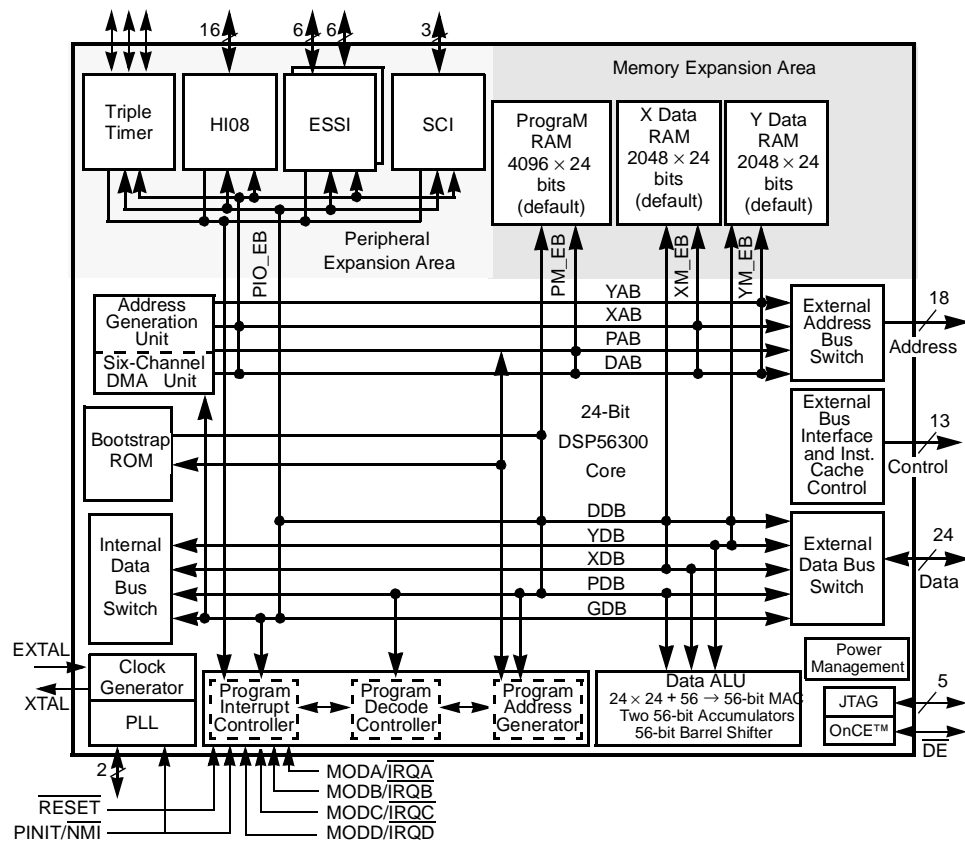 16
6
6
3
Memory Expansion Area
Triple
Timer
HI08
ESSI
SCI
PrograM
RAM
4096 × 24
bits
(default)
X Data
RAM
2048 × 24
bits
(default)
Y Data
RAM
2048 × 24
bits
(default)
Peripheral
Expansion Area
PIO_EB
PM_EB
XM_EB
YM_EB
Address
Generation
Unit
Six-Channel
DMA Unit
YAB
XAB
PAB
DAB
External
Address
Bus
Switch
18
Address
Bootstrap
ROM
24-Bit
DSP56300
Core
External
Bus
Interface
and Inst.
Cache
Control
13
Control
Internal
Data
Bus
Switch
DDB
YDB
XDB
PDB
GDB
External
Data Bus
Switch
24
Data
EXTAL
XTAL
Clock
Generator
PLL
2
Program
Interrupt
Controller
Program
Decode
Controller
Program
Address
Generator
Data ALU
24 × 24 + 56 → 56-bit MAC
Two 56-bit Accumulators
56-bit Barrel Shifter
Power
Management
JTAG
OnCE™
5
DE
RESET
PINIT/NMI
MODA/IRQA
MODB/IRQB
MODC/IRQC
MODD/IRQD